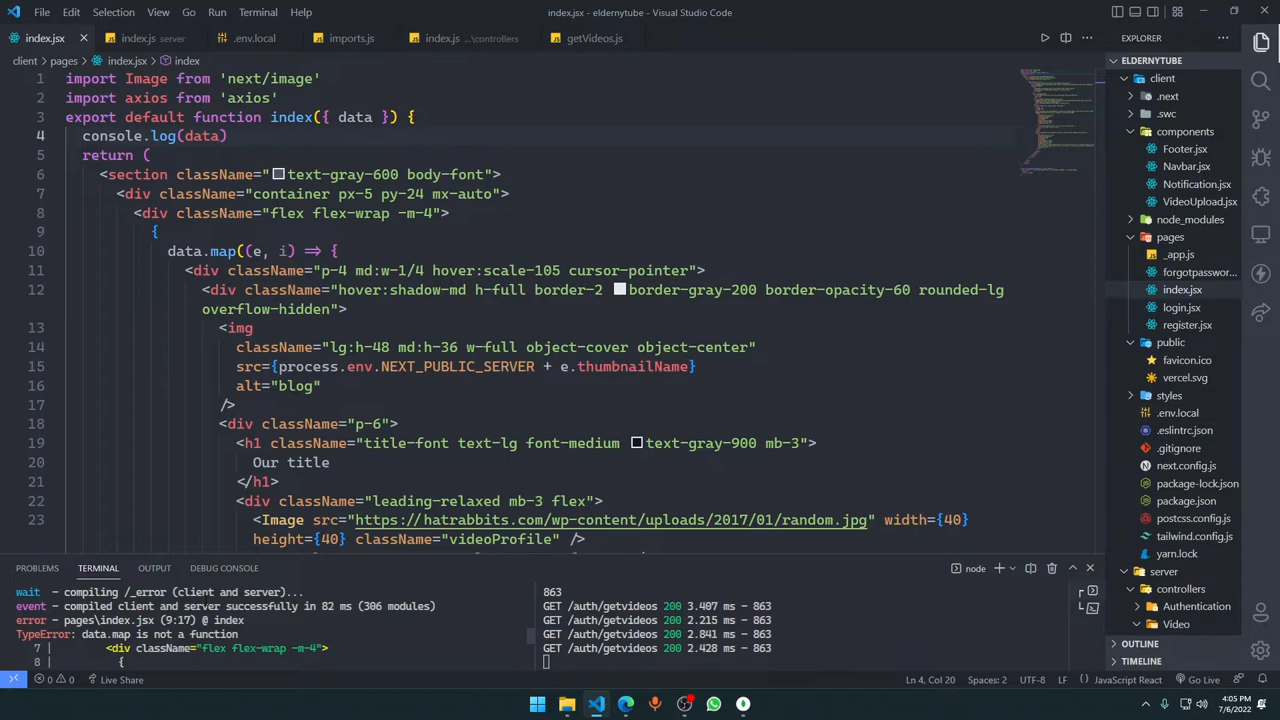 File Edit Selection View Go Run Terminal Help
index.jsx - eldernytube - Visual Studio Code
index.jsx
index.js server
.env.local
imports.js
index.js ...\controllers
getVideos.js
client > pages > index.jsx > index
1 import Image from 'next/image'
2 import axios from 'axios'
3 export default function index({ data }) {
4 console.log(data)
5 return (
6 <section className="text-gray-600 body-font">
7 <div className="container px-5 py-24 mx-auto">
8 <div className="flex flex-wrap -m-4">
9 {
10 data.map((e, i) => {
11 <div className="p-4 md:w-1/4 hover:scale-105 cursor-pointer">
12 <div className="hover:shadow-md h-full border-2 border-gray-200 border-opacity-60 rounded-lg
overflow-hidden">
13 <img
14 className="lg:h-48 md:h-36 w-full object-cover object-center"
15 src={process.env.NEXT_PUBLIC_SERVER + e.thumbnailName}
16 alt="blog"
17 />
18 <div className="p-6">
19 <h1 className="title-font text-lg font-medium text-gray-900 mb-3">
20 Our title
21 </h1>
22 <div className="leading-relaxed mb-3 flex">
23 <Image src="https://hatrabbits.com/wp-content/uploads/2017/01/random.jpg" width={40}
height={40} className="videoProfile" />
EXPLORER
ELDERNYTUBE
client
.next
.swc
components
Footer.jsx
Navbar.jsx
Notification.jsx
VideoUpload.jsx
node_modules
pages
_app.js
forgotpasswor...
index.jsx
login.jsx
register.jsx
public
favicon.ico
vercel.svg
styles
.env.local
.eslintrc.json
.gitignore
next.config.js
package-lock.json
package.json
postcss.config.js
tailwind.config.js
yarn.lock
server
controllers
Authentication
Video
OUTLINE
TIMELINE
PROBLEMS TERMINAL OUTPUT DEBUG CONSOLE
node
wait - compiling /_error (client and server)...
event - compiled client and server successfully in 82 ms (306 modules)
error - pages\index.jsx (9:17) @ index
TypeError: data.map is not a function
7 | <div className="flex flex-wrap -m-4">
8 | {
863
GET /auth/getvideos 200 3.407 ms - 863
GET /auth/getvideos 200 2.215 ms - 863
GET /auth/getvideos 200 2.841 ms - 863
GET /auth/getvideos 200 2.428 ms - 863
0 0 Live Share
Ln 4, Col 20 Spaces: 2 UTF-8 LF JavaScript React Go Live
4:05 PM
7/6/2022